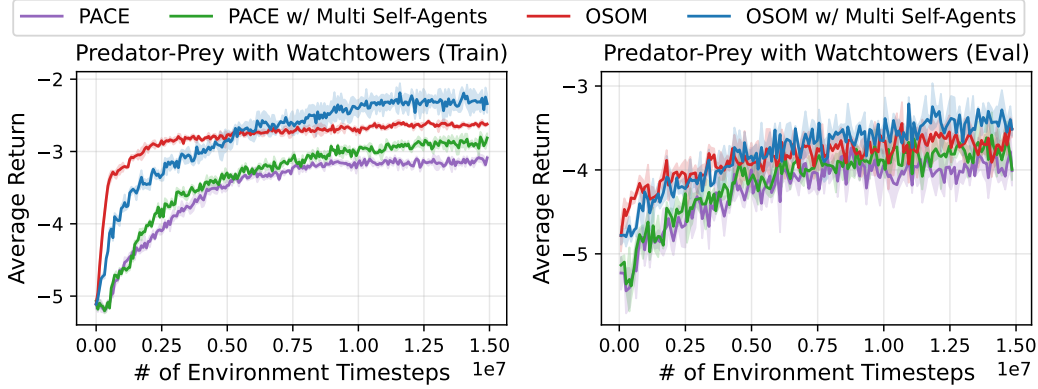 PACE PACE w/ Multi Self-Agents OSOM OSOM w/ Multi Self-Agents
Predator-Prey with Watchtowers (Train)
−2
−3
−4
−5
Average Return
0.00 0.25 0.50 0.75 1.00 1.25 1.50
1e7
# of Environment Timesteps
Predator-Prey with Watchtowers (Eval)
−3
−4
−5
Average Return
0.00 0.25 0.50 0.75 1.00 1.25 1.50
1e7
# of Environment Timesteps